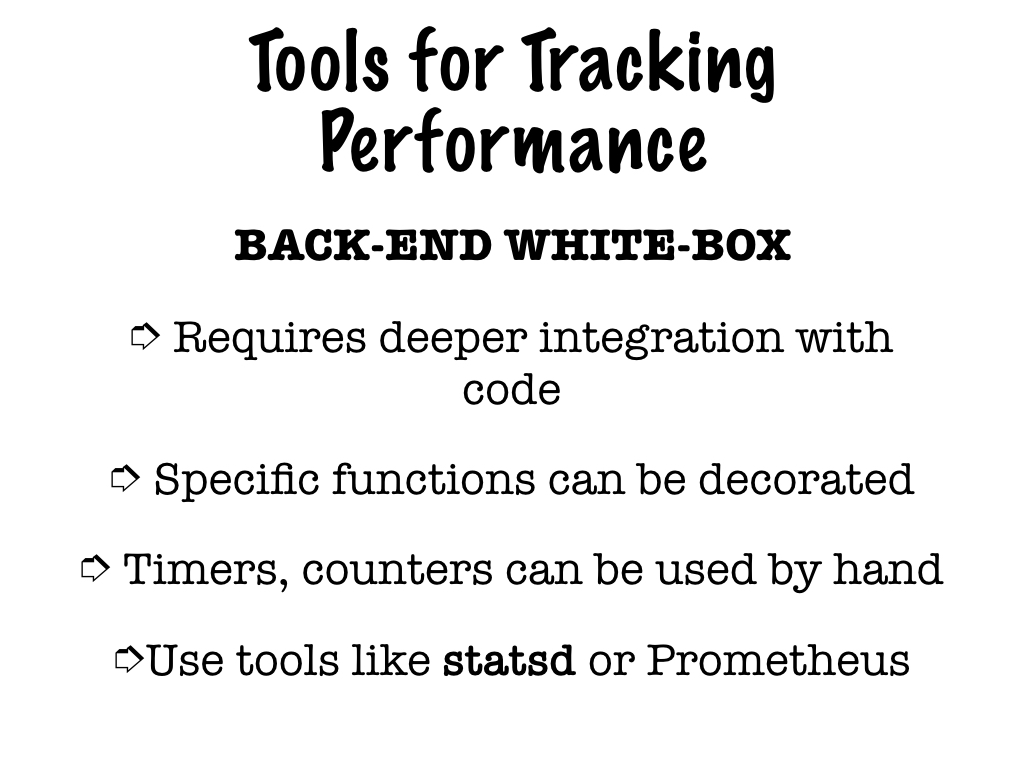 Tools for Tracking
Performance
BACK-END WHITE-BOX
➯ Requires deeper integration with
code
➯ Specific functions can be decorated
➯ Timers, counters can be used by hand
➯Use tools like statsd or Prometheus